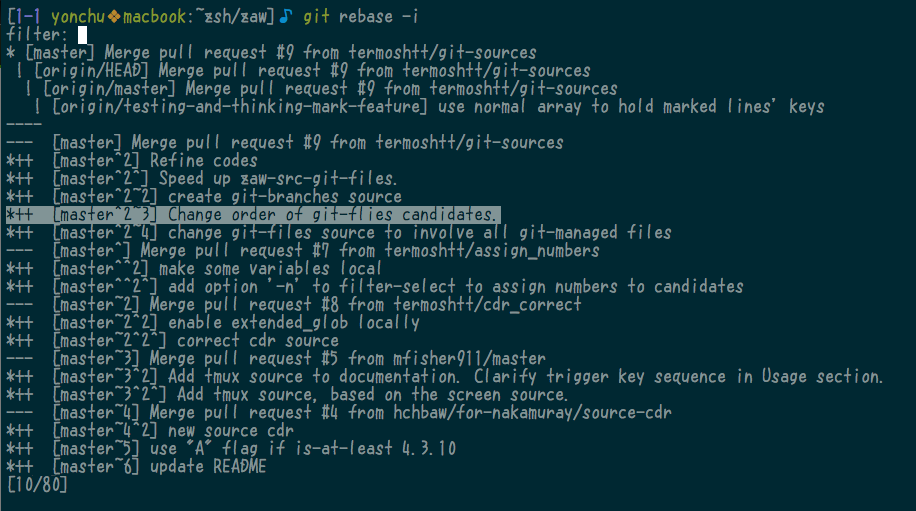 [1-1 yonchu❖macbook:~zsh/zaw]♪ git rebase -i
filter:
* [master] Merge pull request #9 from termoshtt/git-sources
 | [origin/HEAD] Merge pull request #9 from termoshtt/git-sources
  | [origin/master] Merge pull request #9 from termoshtt/git-sources
   | [origin/testing-and-thinking-mark-feature] use normal array to hold marked lines' keys
----
---  [master] Merge pull request #9 from termoshtt/git-sources
*++  [master^2] Refine codes
*++  [master^2^] Speed up zaw-src-git-files.
*++  [master^2~2] create git-branches source
*++  [master^2~3] Change order of git-flies candidates.
*++  [master^2~4] change git-files source to involve all git-managed files
---  [master^] Merge pull request #7 from termoshtt/assign_numbers
*++  [master^^2] make some variables local
*++  [master^^2^] add option '-n' to filter-select to assign numbers to candidates
---  [master~2] Merge pull request #8 from termoshtt/cdr_correct
*++  [master~2^2] enable extended_glob locally
*++  [master~2^2^] correct cdr source
---  [master~3] Merge pull request #5 from mfisher911/master
*++  [master~3^2] Add tmux source to documentation. Clarify trigger key sequence in Usage section.
*++  [master~3^2^] Add tmux source, based on the screen source.
---  [master~4] Merge pull request #4 from hchbaw/for-nakamuray/source-cdr
*++  [master~4^2] new source cdr
*++  [master~5] use "A" flag if is-at-least 4.3.10
*++  [master~6] update README
[10/80]